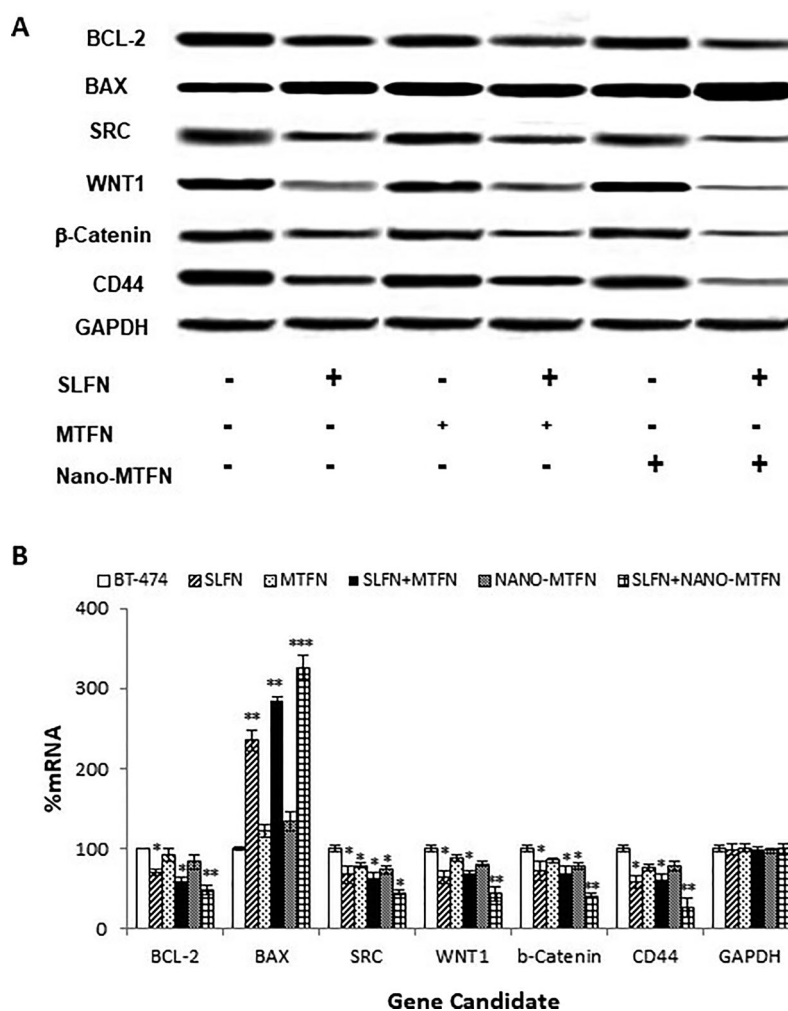 A
BCL-2
BAX
SRC
WNT1
β-Catenin
CD44
GAPDH
SLFN - + - + - +
MTFN - - + + - -
Nano-MTFN - - - - + +
B
BT-474 SLFN MTFN SLFN+MTFN NANO-MTFN SLFN+NANO-MTFN
400
300
200
100
0
%mRNA
* * **
** ** ***
* * * * *
* * **
* * * **
* * **
BCL-2 BAX SRC WNT1 b-Catenin CD44 GAPDH
Gene Candidate